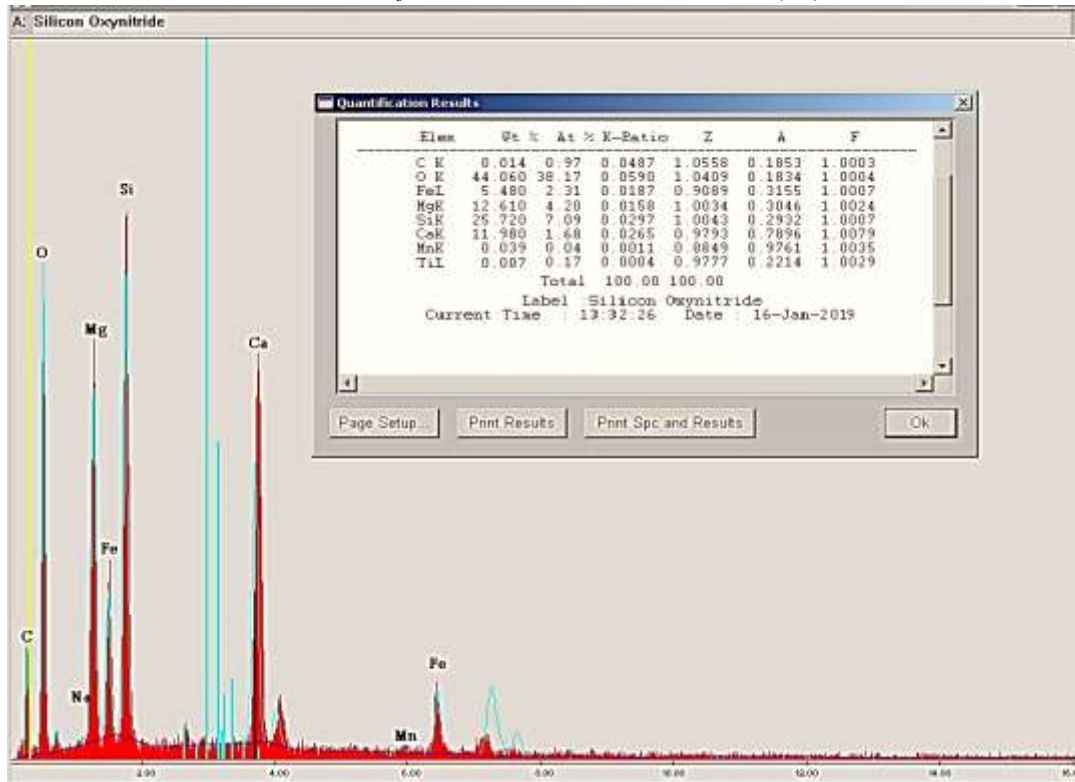 A: Silicon Oxynitride
Quantification Results
Elem Wt % At % K-Ratio Z A F
C K 0.014 0.97 0.0487 1.0558 0.1853 1.0003
O K 44.060 38.17 0.0590 1.0409 0.1834 1.0004
FeL 5.480 2.31 0.0187 0.9089 0.3155 1.0007
MgK 12.610 4.20 0.0158 1.0034 0.3046 1.0024
SiK 25.720 7.09 0.0297 1.0043 0.2932 1.0007
CaK 11.980 1.68 0.0265 0.9793 0.7896 1.0079
MnK 0.039 0.04 0.0011 0.8849 0.9761 1.0035
TiL 0.007 0.17 0.0004 0.9777 0.2214 1.0029
Total 100.00 100.00
Label :Silicon Oxynitride
Current Time : 13:32:26 Date : 16-Jan-2019
Page Setup... Print Results Print Spc and Results Ok
Si
O
Mg
Ca
Fe
C
Fe
Mn
2.00 4.00 6.00 8.00 10.00 12.00 14.00